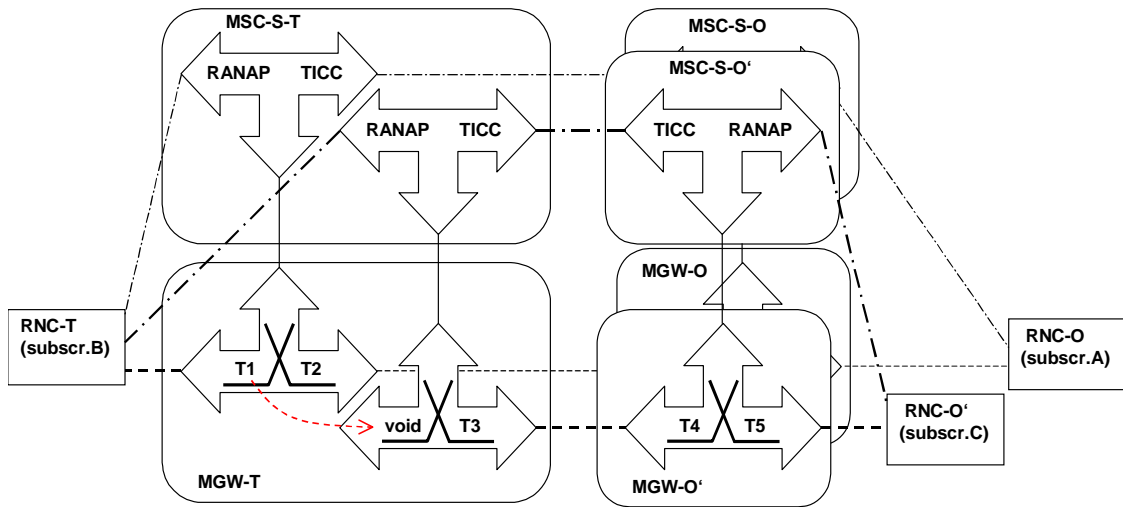 MSC-S-T
MSC-S-O
MSC-S-O‘
RANAP TICC
RANAP TICC
TICC RANAP
MGW-O
RNC-T
(subscr.B)
RNC-O
(subscr.A)
T1 T2
void T3
T4 T5
RNC-O‘
(subscr.C)
MGW-T
MGW-O‘